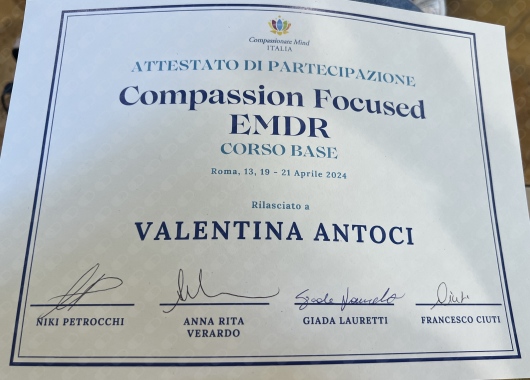 Compassionate Mind
ITALIA
ATTESTATO DI PARTECIPAZIONE
Compassion Focused
EMDR
CORSO BASE
Roma, 13, 19 - 21 Aprile 2024
Rilasciato a
VALENTINA ANTOCI
NIKI PETROCCHI
ANNA RITA
VERARDO
GIADA LAURETTI
FRANCESCO CIUTI